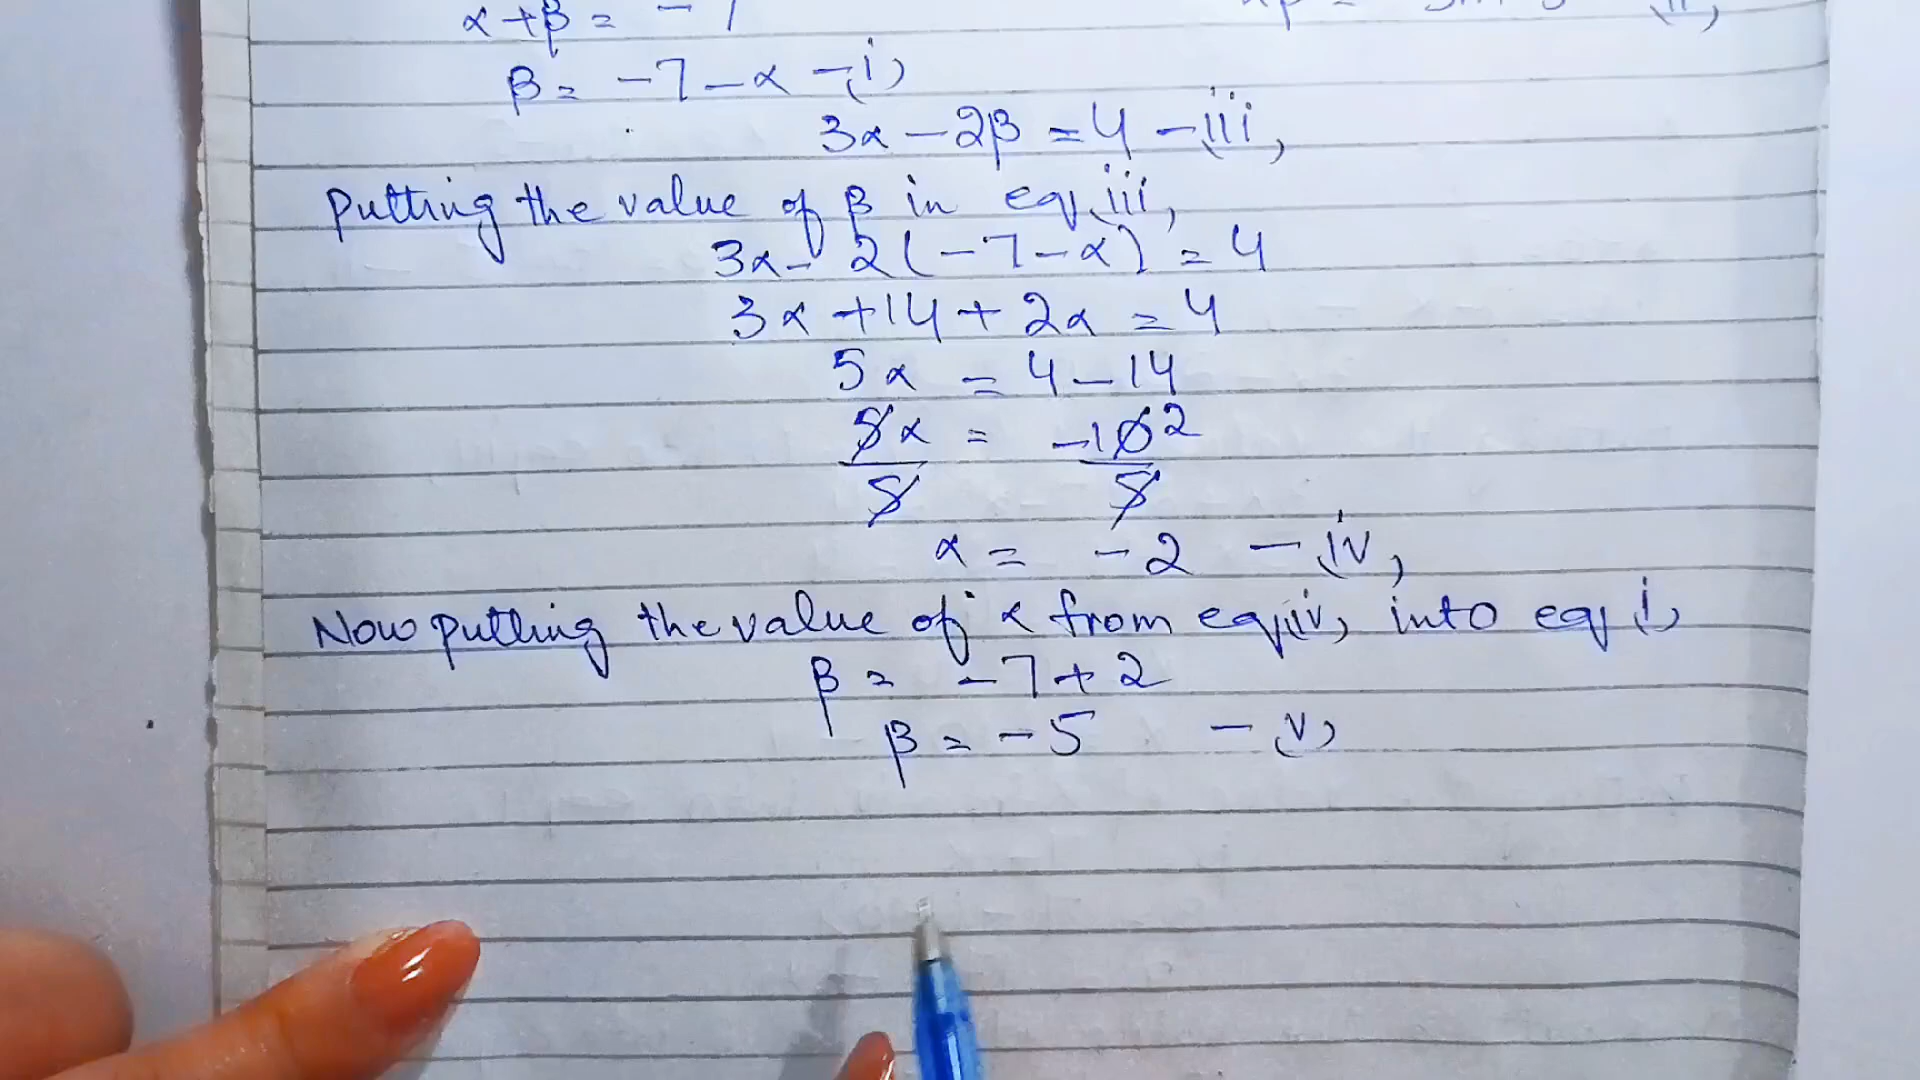 α+β = -7
β = -7-α -(i)
3α-2β = 4 -(iii)
Putting the value of β in eq.(iii)
3α-2(-7-α) = 4
3α+14+2α = 4
5α = 4-14
5α/5 = -10/5 2
α = -2 -(iv)
Now putting the value of α from eq(iv) into eq(i)
β = -7+2
β = -5 -(v)